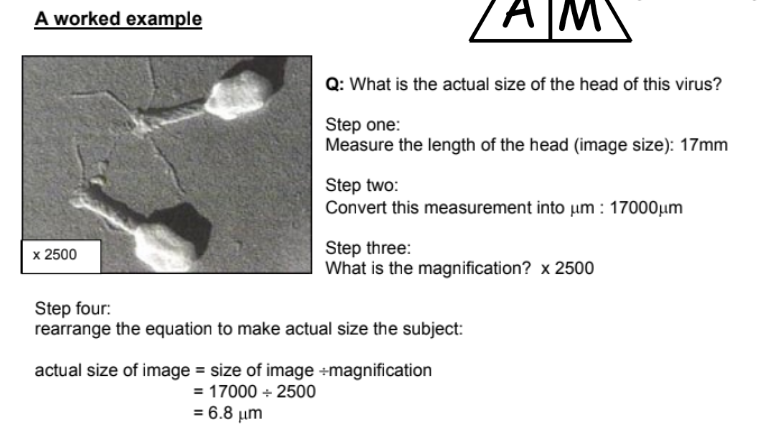 A M
A worked example
Q: What is the actual size of the head of this virus?
Step one:
Measure the length of the head (image size): 17mm
Step two:
Convert this measurement into μm : 17000μm
x 2500
Step three:
What is the magnification? x 2500
Step four:
rearrange the equation to make actual size the subject:
actual size of image = size of image ÷magnification
= 17000 ÷ 2500
= 6.8 μm